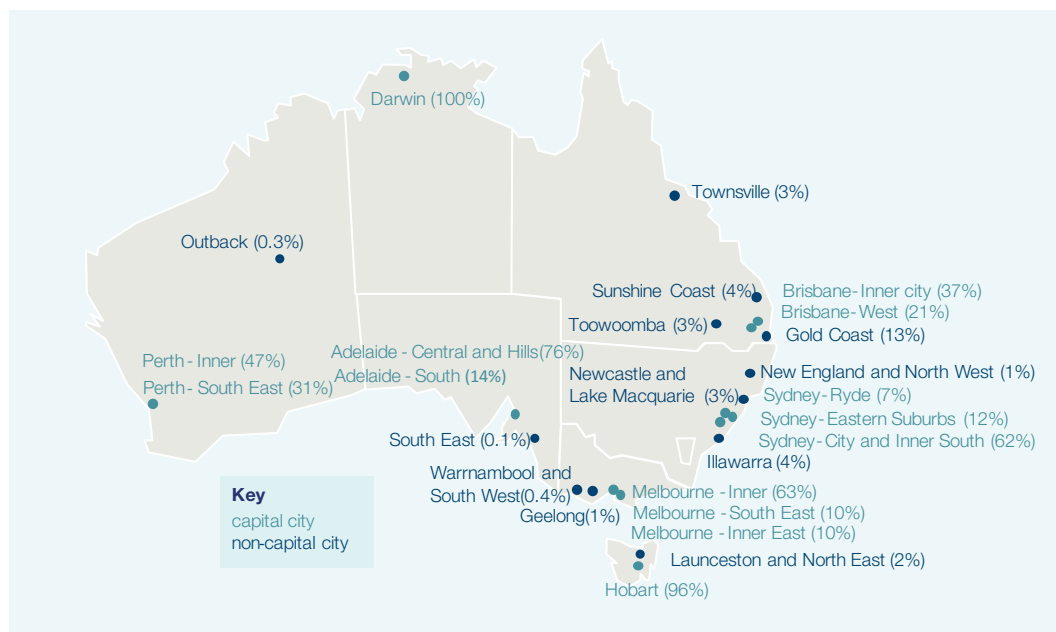 Darwin (100%)
Townsville (3%)
Outback (0.3%)
Sunshine Coast (4%)
Brisbane-Inner city (37%)
Brisbane-West (21%)
Toowoomba (3%)
Gold Coast (13%)
Perth - Inner (47%)
Perth - South East (31%)
Adelaide - Central and Hills(76%)
Adelaide - South (14%)
Newcastle and
Lake Macquarie (3%)
New England and North West (1%)
Sydney-Ryde (7%)
Sydney-Eastern Suburbs (12%)
Sydney-City and Inner South (62%)
South East (0.1%)
Illawarra (4%)
Warrnambool and
South West(0.4%)
Geelong(1%)
Melbourne - Inner (63%)
Melbourne - South East (10%)
Melbourne - Inner East (10%)
Launceston and North East (2%)
Hobart (96%)
Key
capital city
non-capital city